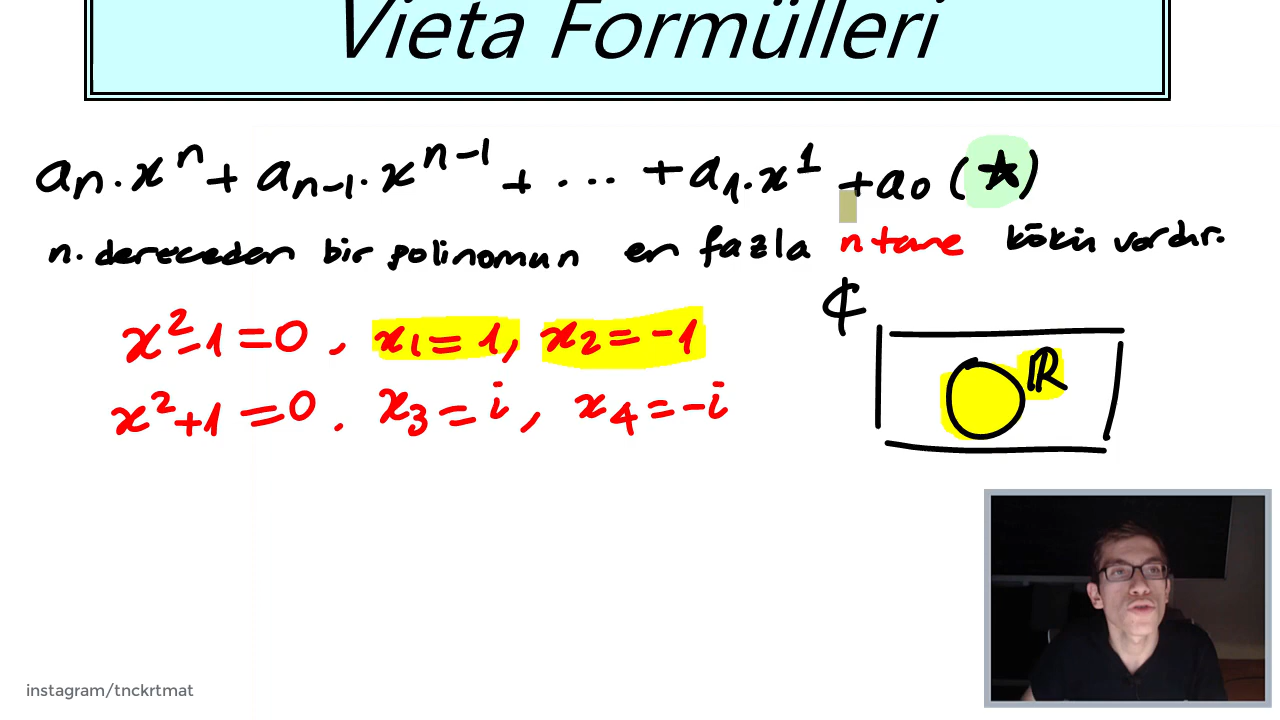 Vieta Formülleri
aₙ.xⁿ + aₙ₋₁.xⁿ⁻¹ + ... + a₁.x¹ + a₀ (★)
n. dereceden bir polinomun en fazla n tane kökü vardır.
x²-1=0, x₁=1, x₂=-1
ℂ
x²+1=0. x₃=i, x₄=-i
ℝ
instagram/tnckrtmat